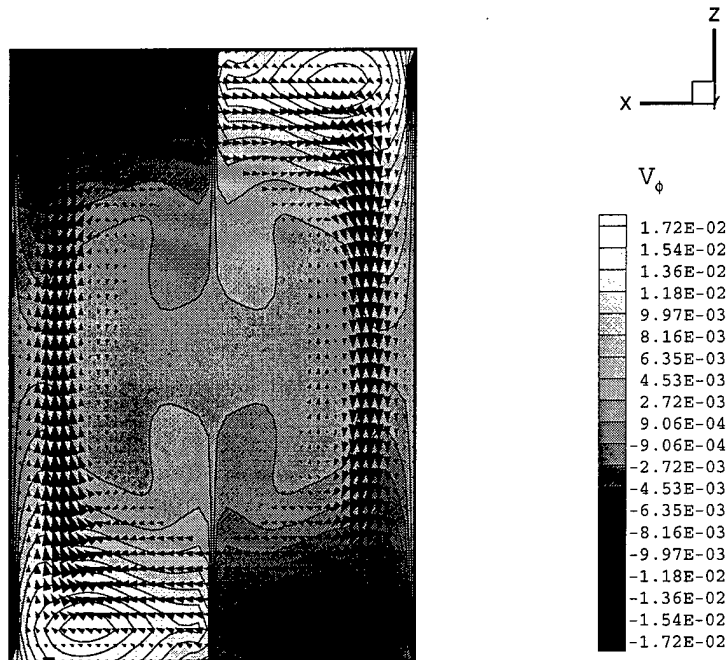 Z
X
Y
Vϕ
1.72E-02
1.54E-02
1.36E-02
1.18E-02
9.97E-03
8.16E-03
6.35E-03
4.53E-03
2.72E-03
9.06E-04
-9.06E-04
-2.72E-03
-4.53E-03
-6.35E-03
-8.16E-03
-9.97E-03
-1.18E-02
-1.36E-02
-1.54E-02
-1.72E-02